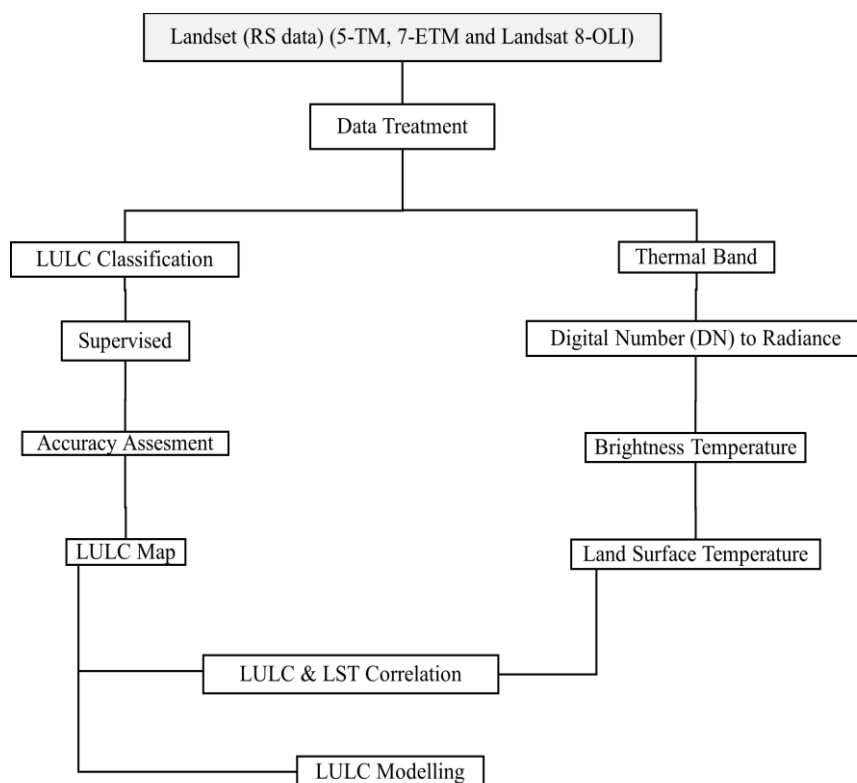 Landset (RS data) (5-TM, 7-ETM and Landsat 8-OLI)
Data Treatment
LULC Classification
Thermal Band
Supervised
Digital Number (DN) to Radiance
Accuracy Assesment
Brightness Temperature
LULC Map
Land Surface Temperature
LULC & LST Correlation
LULC Modelling